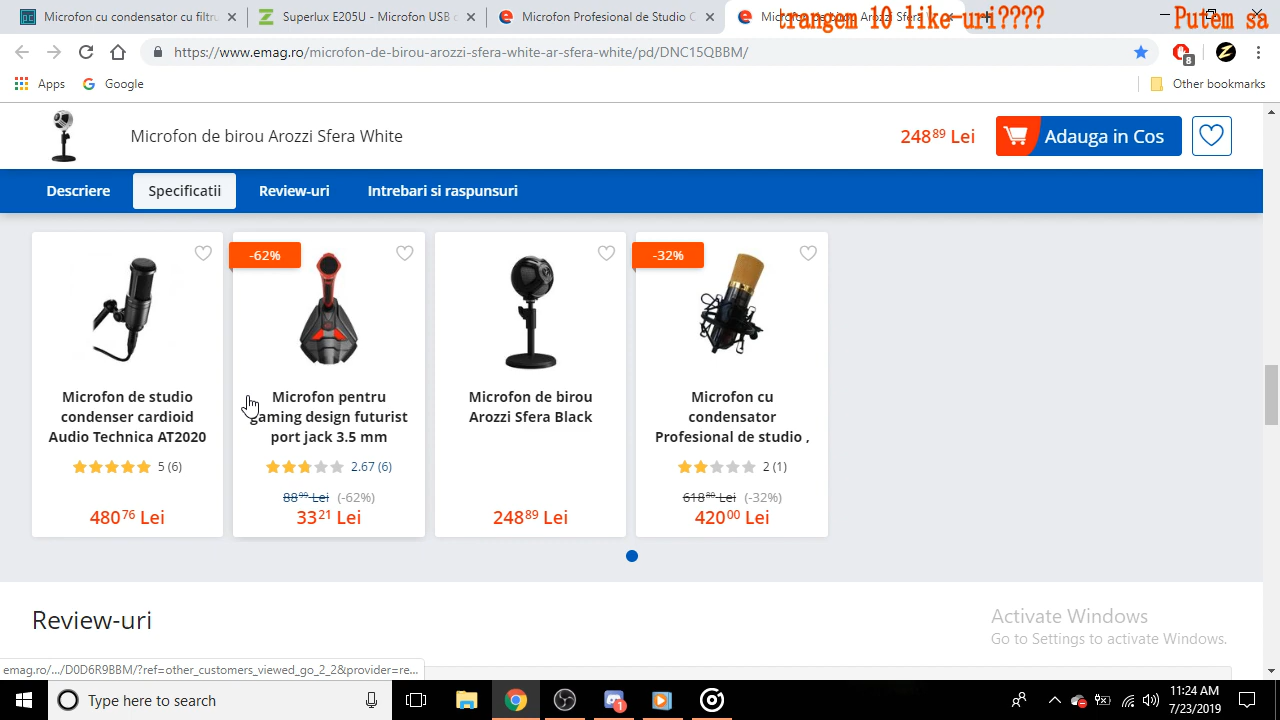 Microfon cu condensator cu filtru
Superlux E205U - Microfon USB c
Microfon Profesional de Studio C
trangem 10 like-uri????
Putem sa
https://www.emag.ro/microfon-de-birou-arozzi-sfera-white-ar-sfera-white/pd/DNC15QBBM/
8
Apps
Google
Other bookmarks
Microfon de birou Arozzi Sfera White
248⁸⁹ Lei
Adauga in Cos
Descriere
Specificatii
Review-uri
Intrebari si raspunsuri
Microfon de studio
condenser cardioid
Audio Technica AT2020
5 (6)
480⁷⁶ Lei
-62%
Microfon pentru
gaming design futurist
port jack 3.5 mm
2.67 (6)
88⁹⁹ Lei (-62%)
33²¹ Lei
Microfon de birou
Arozzi Sfera Black
248⁸⁹ Lei
-32%
Microfon cu
condensator
Profesional de studio ,
2 (1)
618⁸⁰ Lei (-32%)
420⁰⁰ Lei
Review-uri
Activate Windows
Go to Settings to activate Windows.
emag.ro/.../D0D6R9BBM/?ref=other_customers_viewed_go_2_2&provider=re...
Type here to search
1
11:24 AM
7/23/2019